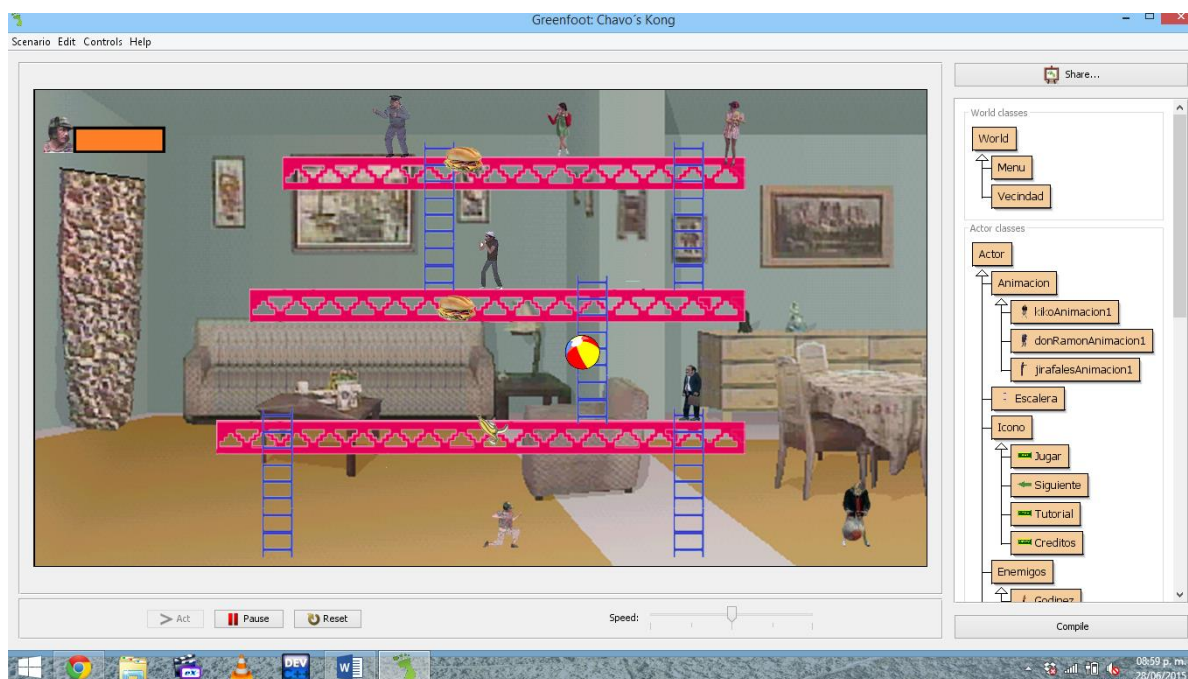 Greenfoot: Chavo´s Kong
Scenario Edit Controls Help
Share...
World classes
World
Menu
Vecindad
Actor classes
Actor
Animacion
kikoAnimacion1
donRamonAnimacion1
jirafalesAnimacion1
Escalera
Icono
Jugar
Siguiente
Tutorial
Creditos
Enemigos
Godinez
> Act
Pause
Reset
Speed:
Compile
DEV
W
08:59 p. m.
28/06/2015